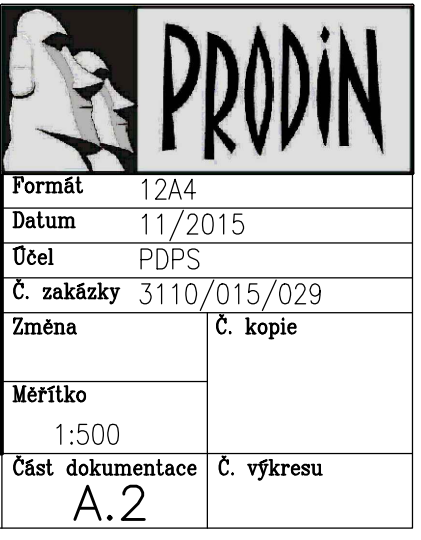 PRODiN
Formát 12A4
Datum 11/2015
Účel PDPS
Č. zakázky 3110/015/029
Změna Č. kopie
Měřítko
1:500
Část dokumentace Č. výkresu
A.2